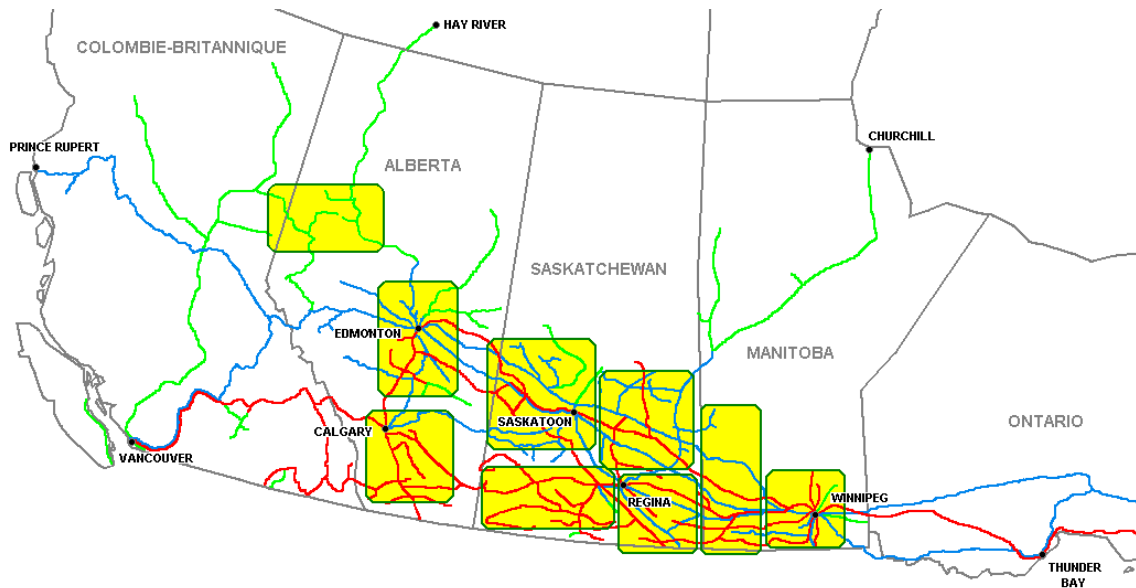 HAY RIVER
COLOMBIE-BRITANNIQUE
CHURCHILL
PRINCE RUPERT
ALBERTA
SASKATCHEWAN
EDMONTON
MANITOBA
SASKATOON
ONTARIO
CALGARY
VANCOUVER
REGINA
WINNIPEG
THUNDER
BAY